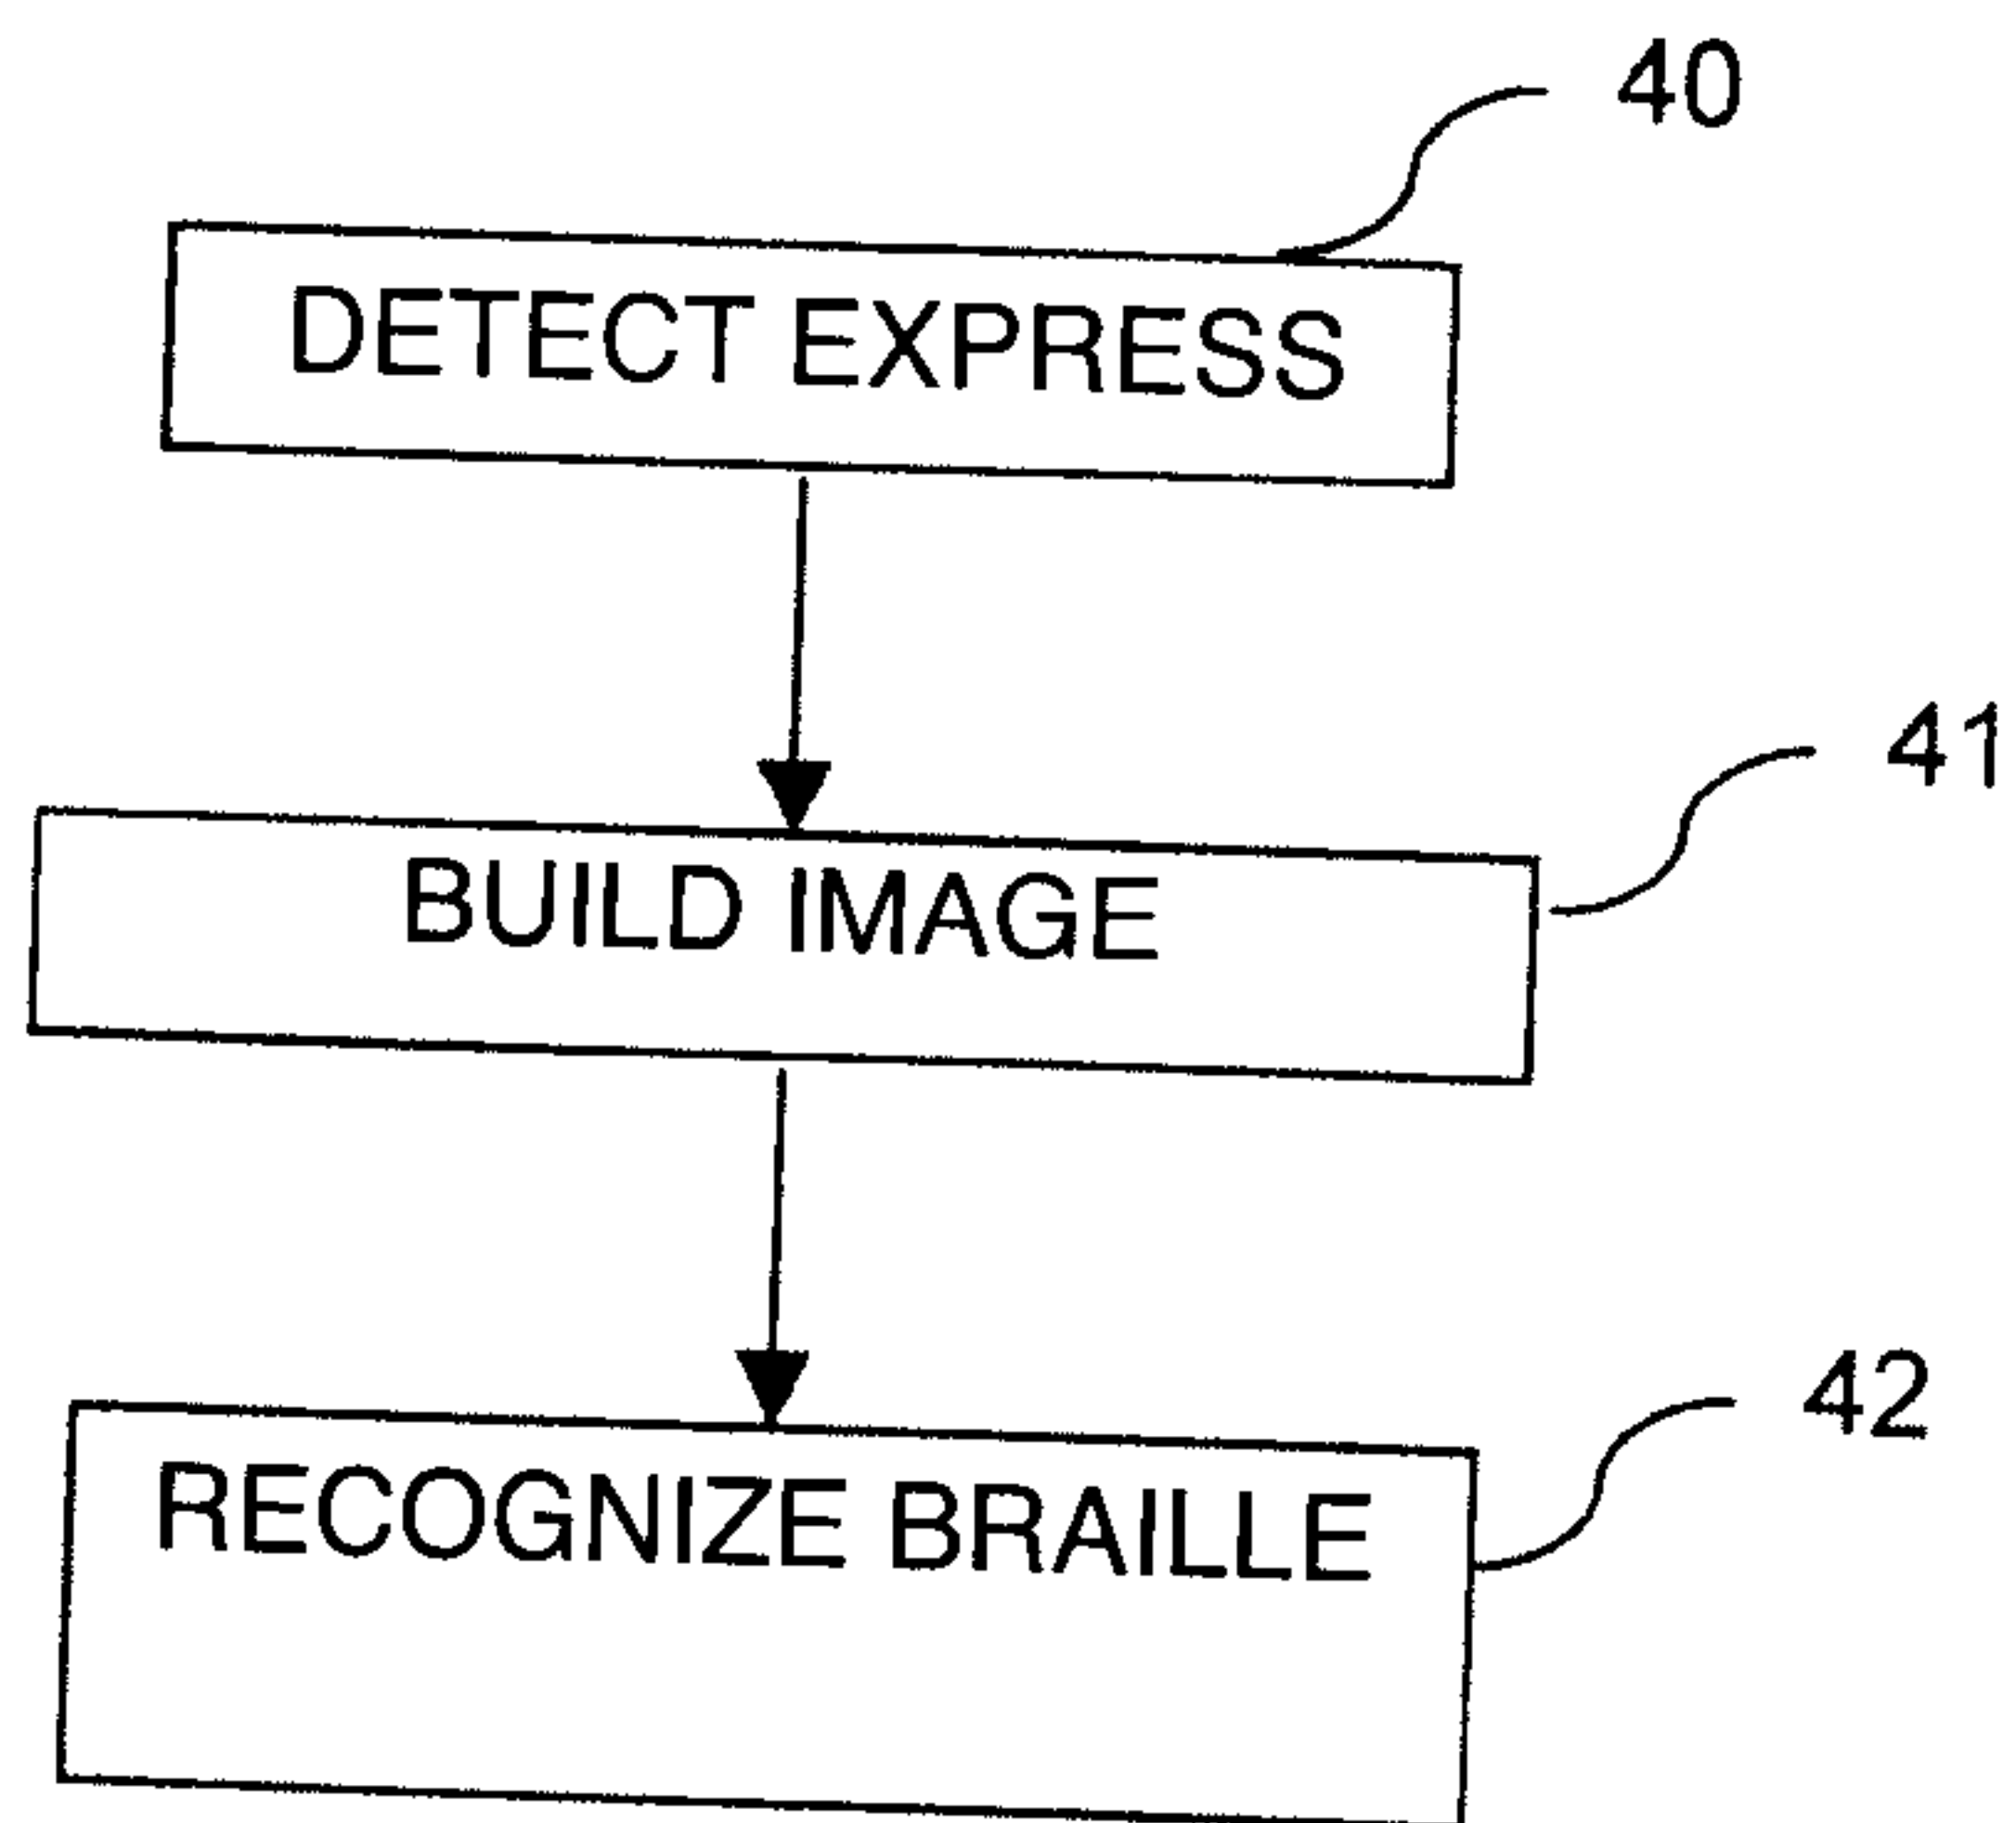 40
DETECT EXPRESS
41
BUILD IMAGE
42
RECOGNIZE BRAILLE